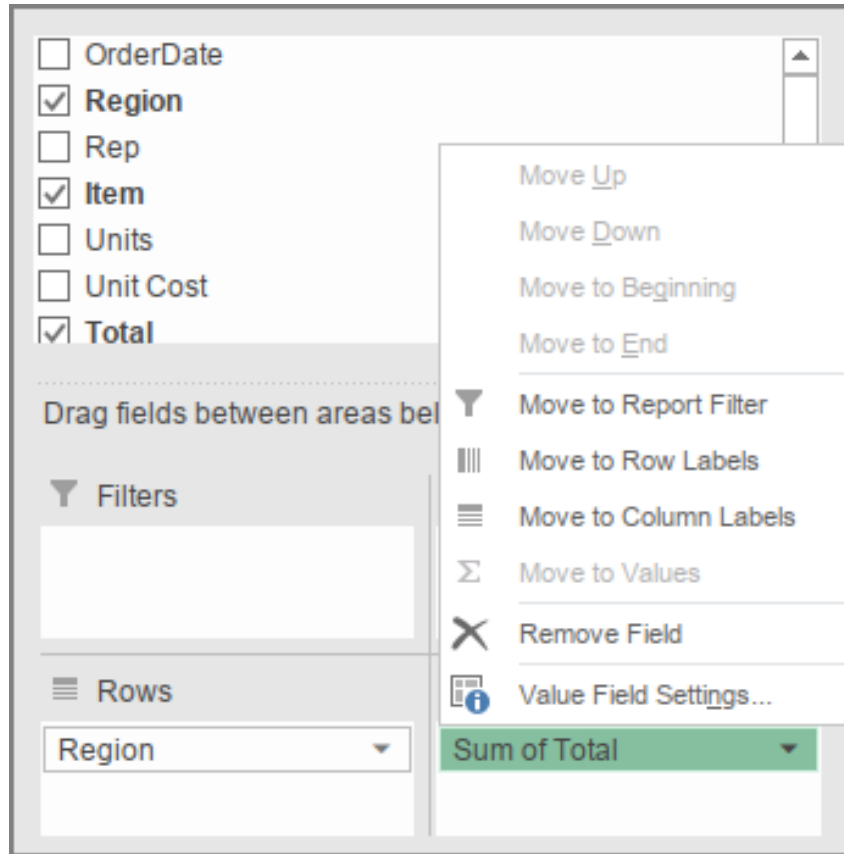 OrderDate
Region
Rep
Item
Units
Unit Cost
Total
Drag fields between areas bel
Filters
Rows
Region
Move Up
Move Down
Move to Beginning
Move to End
Move to Report Filter
Move to Row Labels
Move to Column Labels
Move to Values
Remove Field
Value Field Settings...
Sum of Total